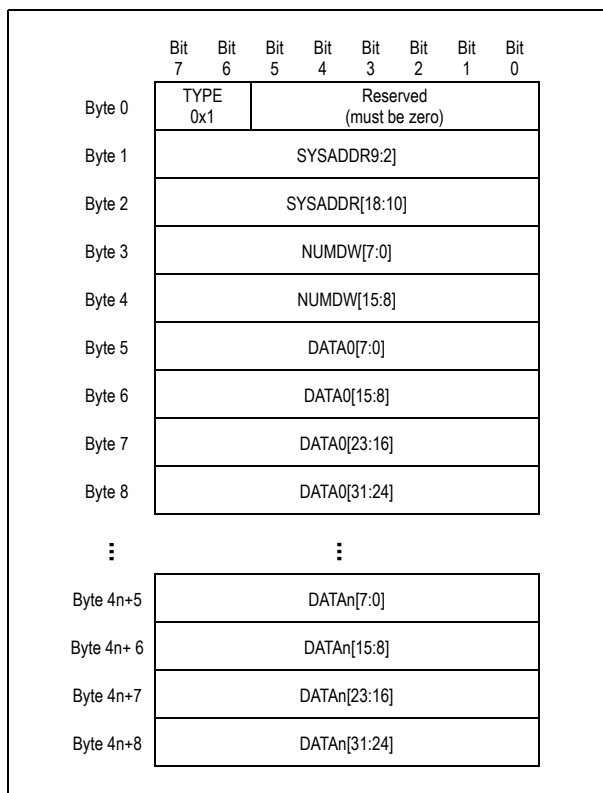 Bit Bit Bit Bit Bit Bit Bit Bit
7 6 5 4 3 2 1 0
Byte 0 TYPE Reserved
0x1 (must be zero)
Byte 1 SYSADDR9:2]
Byte 2 SYSADDR[18:10]
Byte 3 NUMDW[7:0]
Byte 4 NUMDW[15:8]
Byte 5 DATA0[7:0]
Byte 6 DATA0[15:8]
Byte 7 DATA0[23:16]
Byte 8 DATA0[31:24]
⋮ ⋮
Byte 4n+5 DATAn[7:0]
Byte 4n+ 6 DATAn[15:8]
Byte 4n+7 DATAn[23:16]
Byte 4n+8 DATAn[31:24]